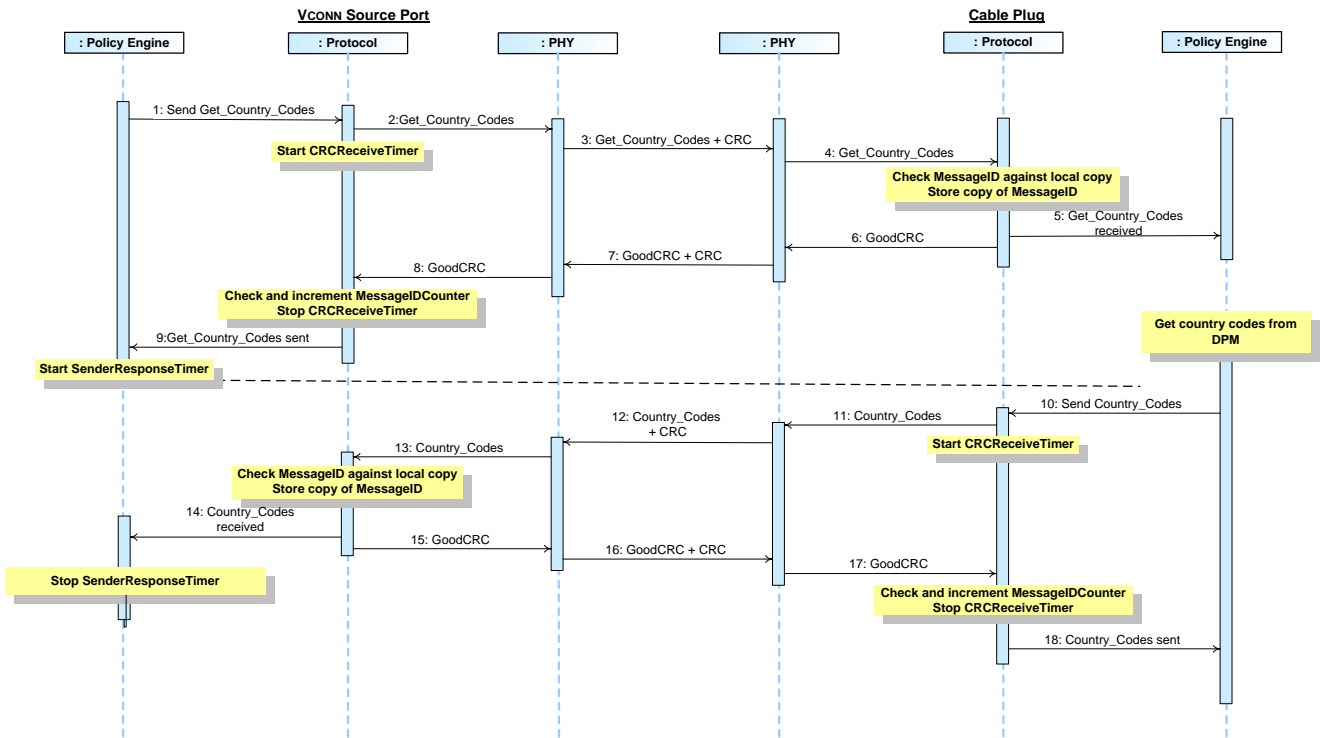 VCONN Source Port
Cable Plug
: Policy Engine
: Protocol
: PHY
: PHY
: Protocol
: Policy Engine
1: Send Get_Country_Codes
2:Get_Country_Codes
Start CRCReceiveTimer
3: Get_Country_Codes + CRC
4: Get_Country_Codes
Check MessageID against local copy
Store copy of MessageID
5: Get_Country_Codes
received
6: GoodCRC
7: GoodCRC + CRC
8: GoodCRC
Check and increment MessageIDCounter
Stop CRCReceiveTimer
9:Get_Country_Codes sent
Start SenderResponseTimer
Get country codes from
DPM
10: Send Country_Codes
11: Country_Codes
Start CRCReceiveTimer
12: Country_Codes
+ CRC
13: Country_Codes
Check MessageID against local copy
Store copy of MessageID
14: Country_Codes
received
15: GoodCRC
16: GoodCRC + CRC
17: GoodCRC
Stop SenderResponseTimer
Check and increment MessageIDCounter
Stop CRCReceiveTimer
18: Country_Codes sent